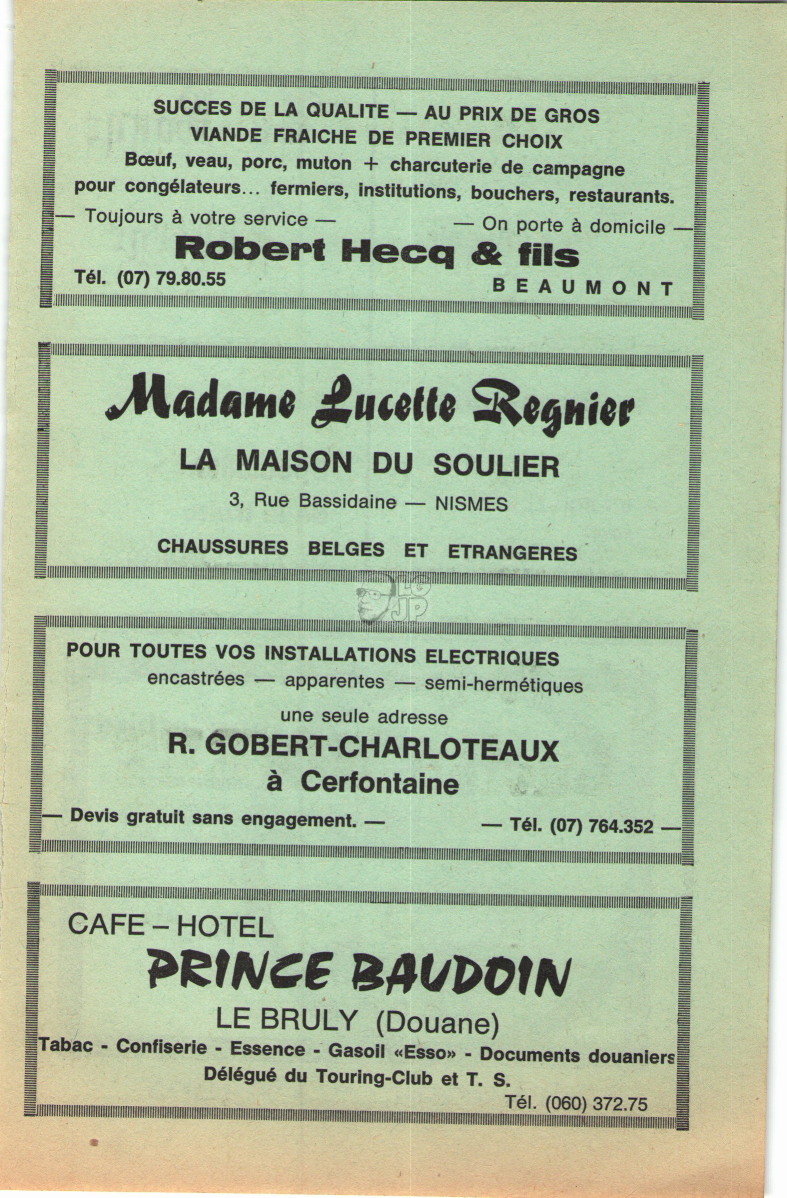 SUCCES DE LA QUALITE — AU PRIX DE GROS
VIANDE FRAICHE DE PREMIER CHOIX
Bœuf, veau, porc, muton + charcuterie de campagne
pour congélateurs... fermiers, institutions, bouchers, restaurants.
— Toujours à votre service — — On porte à domicile —
Robert Hecq & fils
Tél. (07) 79.80.55 BEAUMONT
Madame Lucette Regnier
LA MAISON DU SOULIER
3, Rue Bassidaine — NISMES
CHAUSSURES BELGES ET ETRANGERES
LG
JP
POUR TOUTES VOS INSTALLATIONS ELECTRIQUES
encastrées — apparentes — semi-hermétiques
une seule adresse
R. GOBERT-CHARLOTEAUX
à Cerfontaine
— Devis gratuit sans engagement. — — Tél. (07) 764.352 —
CAFE – HOTEL
PRINCE BAUDOIN
LE BRULY (Douane)
Tabac - Confiserie - Essence - Gasoil «Esso» - Documents douaniers
Délégué du Touring-Club et T. S.
Tél. (060) 372.75